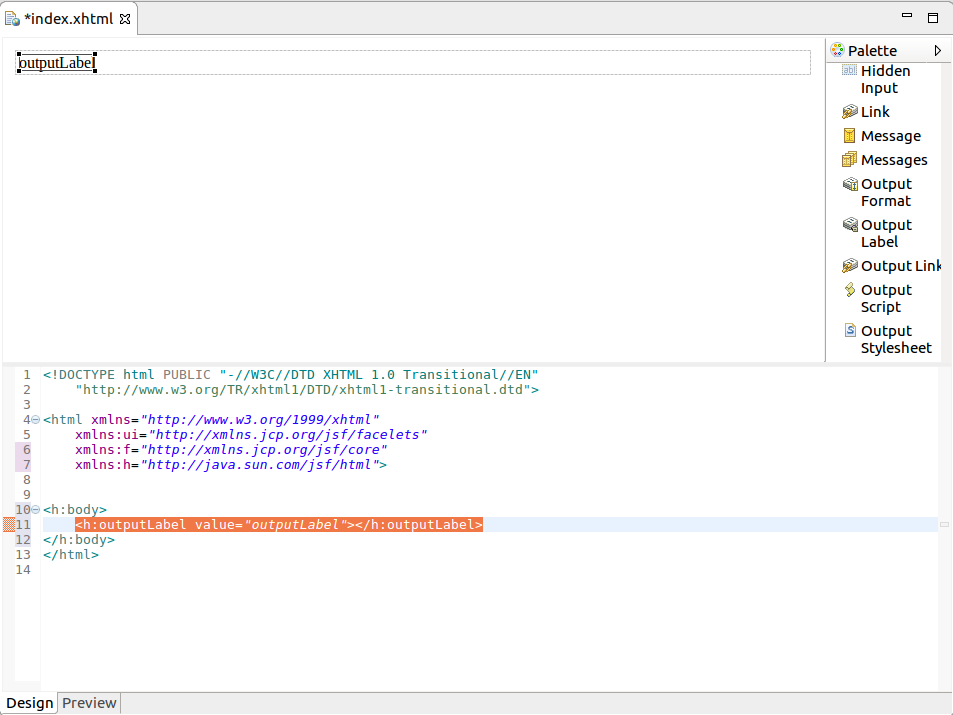 *index.xhtml
outputLabel
Palette
Hidden
Input
Link
Message
Messages
Output
Format
Output
Label
Output Link
Output
Script
Output
Stylesheet
1 <!DOCTYPE html PUBLIC "-//W3C//DTD XHTML 1.0 Transitional//EN"
2     "http://www.w3.org/TR/xhtml1/DTD/xhtml1-transitional.dtd">
3
4 <html xmlns="http://www.w3.org/1999/xhtml"
5     xmlns:ui="http://xmlns.jcp.org/jsf/facelets"
6     xmlns:f="http://xmlns.jcp.org/jsf/core"
7     xmlns:h="http://java.sun.com/jsf/html">
8
9
10 <h:body>
11     <h:outputLabel value="outputLabel"></h:outputLabel>
12 </h:body>
13 </html>
14
Design Preview